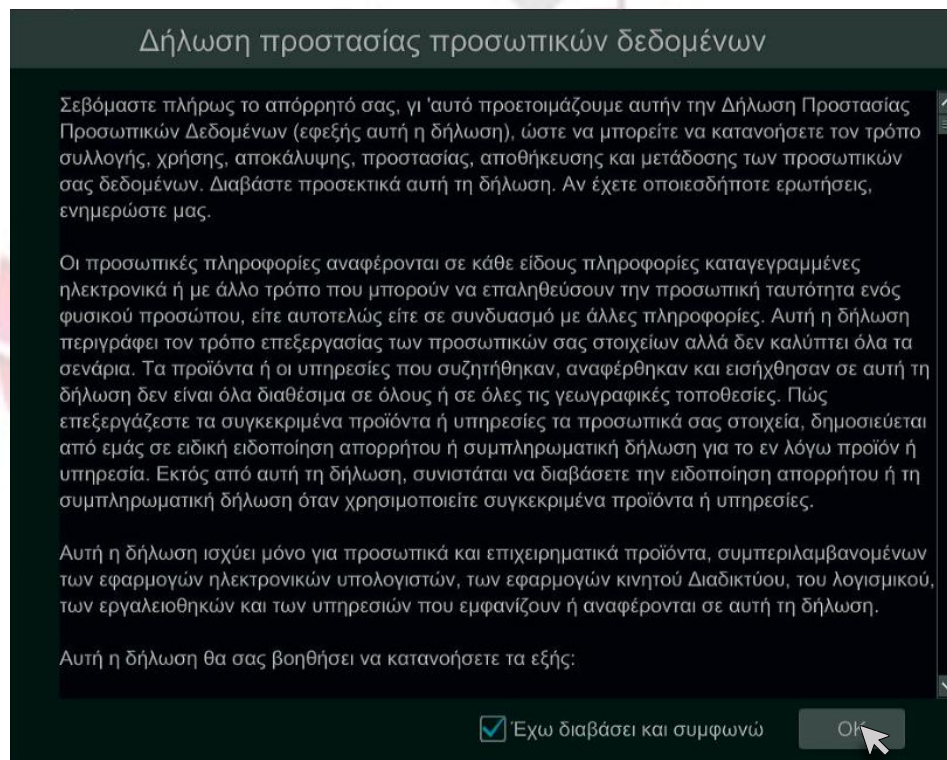 Δήλωση προστασίας προσωπικών δεδομένων
Σεβόμαστε πλήρως το απόρρητό σας, γι 'αυτό προετοιμάζουμε αυτήν την Δήλωση Προστασίας
Προσωπικών Δεδομένων (εφεξής αυτή η δήλωση), ώστε να μπορείτε να κατανοήσετε τον τρόπο
συλλογής, χρήσης, αποκάλυψης, προστασίας, αποθήκευσης και μετάδοσης των προσωπικών
σας δεδομένων. Διαβάστε προσεκτικά αυτή τη δήλωση. Αν έχετε οποιεσδήποτε ερωτήσεις,
ενημερώστε μας.
Οι προσωπικές πληροφορίες αναφέρονται σε κάθε είδους πληροφορίες καταγεγραμμένες
ηλεκτρονικά ή με άλλο τρόπο που μπορούν να επαληθεύσουν την προσωπική ταυτότητα ενός
φυσικού προσώπου, είτε αυτοτελώς είτε σε συνδυασμό με άλλες πληροφορίες. Αυτή η δήλωση
περιγράφει τον τρόπο επεξεργασίας των προσωπικών σας στοιχείων αλλά δεν καλύπτει όλα τα
σενάρια. Τα προϊόντα ή οι υπηρεσίες που συζητήθηκαν, αναφέρθηκαν και εισήχθησαν σε αυτή τη
δήλωση δεν είναι όλα διαθέσιμα σε όλους ή σε όλες τις γεωγραφικές τοποθεσίες. Πώς
επεξεργάζεστε τα συγκεκριμένα προϊόντα ή υπηρεσίες τα προσωπικά σας στοιχεία, δημοσιεύεται
από εμάς σε ειδική ειδοποίηση απορρήτου ή συμπληρωματική δήλωση για το εν λόγω προϊόν ή
υπηρεσία. Εκτός από αυτή τη δήλωση, συνιστάται να διαβάσετε την ειδοποίηση απορρήτου ή τη
συμπληρωματική δήλωση όταν χρησιμοποιείτε συγκεκριμένα προϊόντα ή υπηρεσίες.
Αυτή η δήλωση ισχύει μόνο για προσωπικά και επιχειρηματικά προϊόντα, συμπεριλαμβανομένων
των εφαρμογών ηλεκτρονικών υπολογιστών, των εφαρμογών κινητού Διαδικτύου, του λογισμικού,
των εργαλειοθηκών και των υπηρεσιών που εμφανίζουν ή αναφέρονται σε αυτή τη δήλωση.
Αυτή η δήλωση θα σας βοηθήσει να κατανοήσετε τα εξής:
Έχω διαβάσει και συμφωνώ
OK